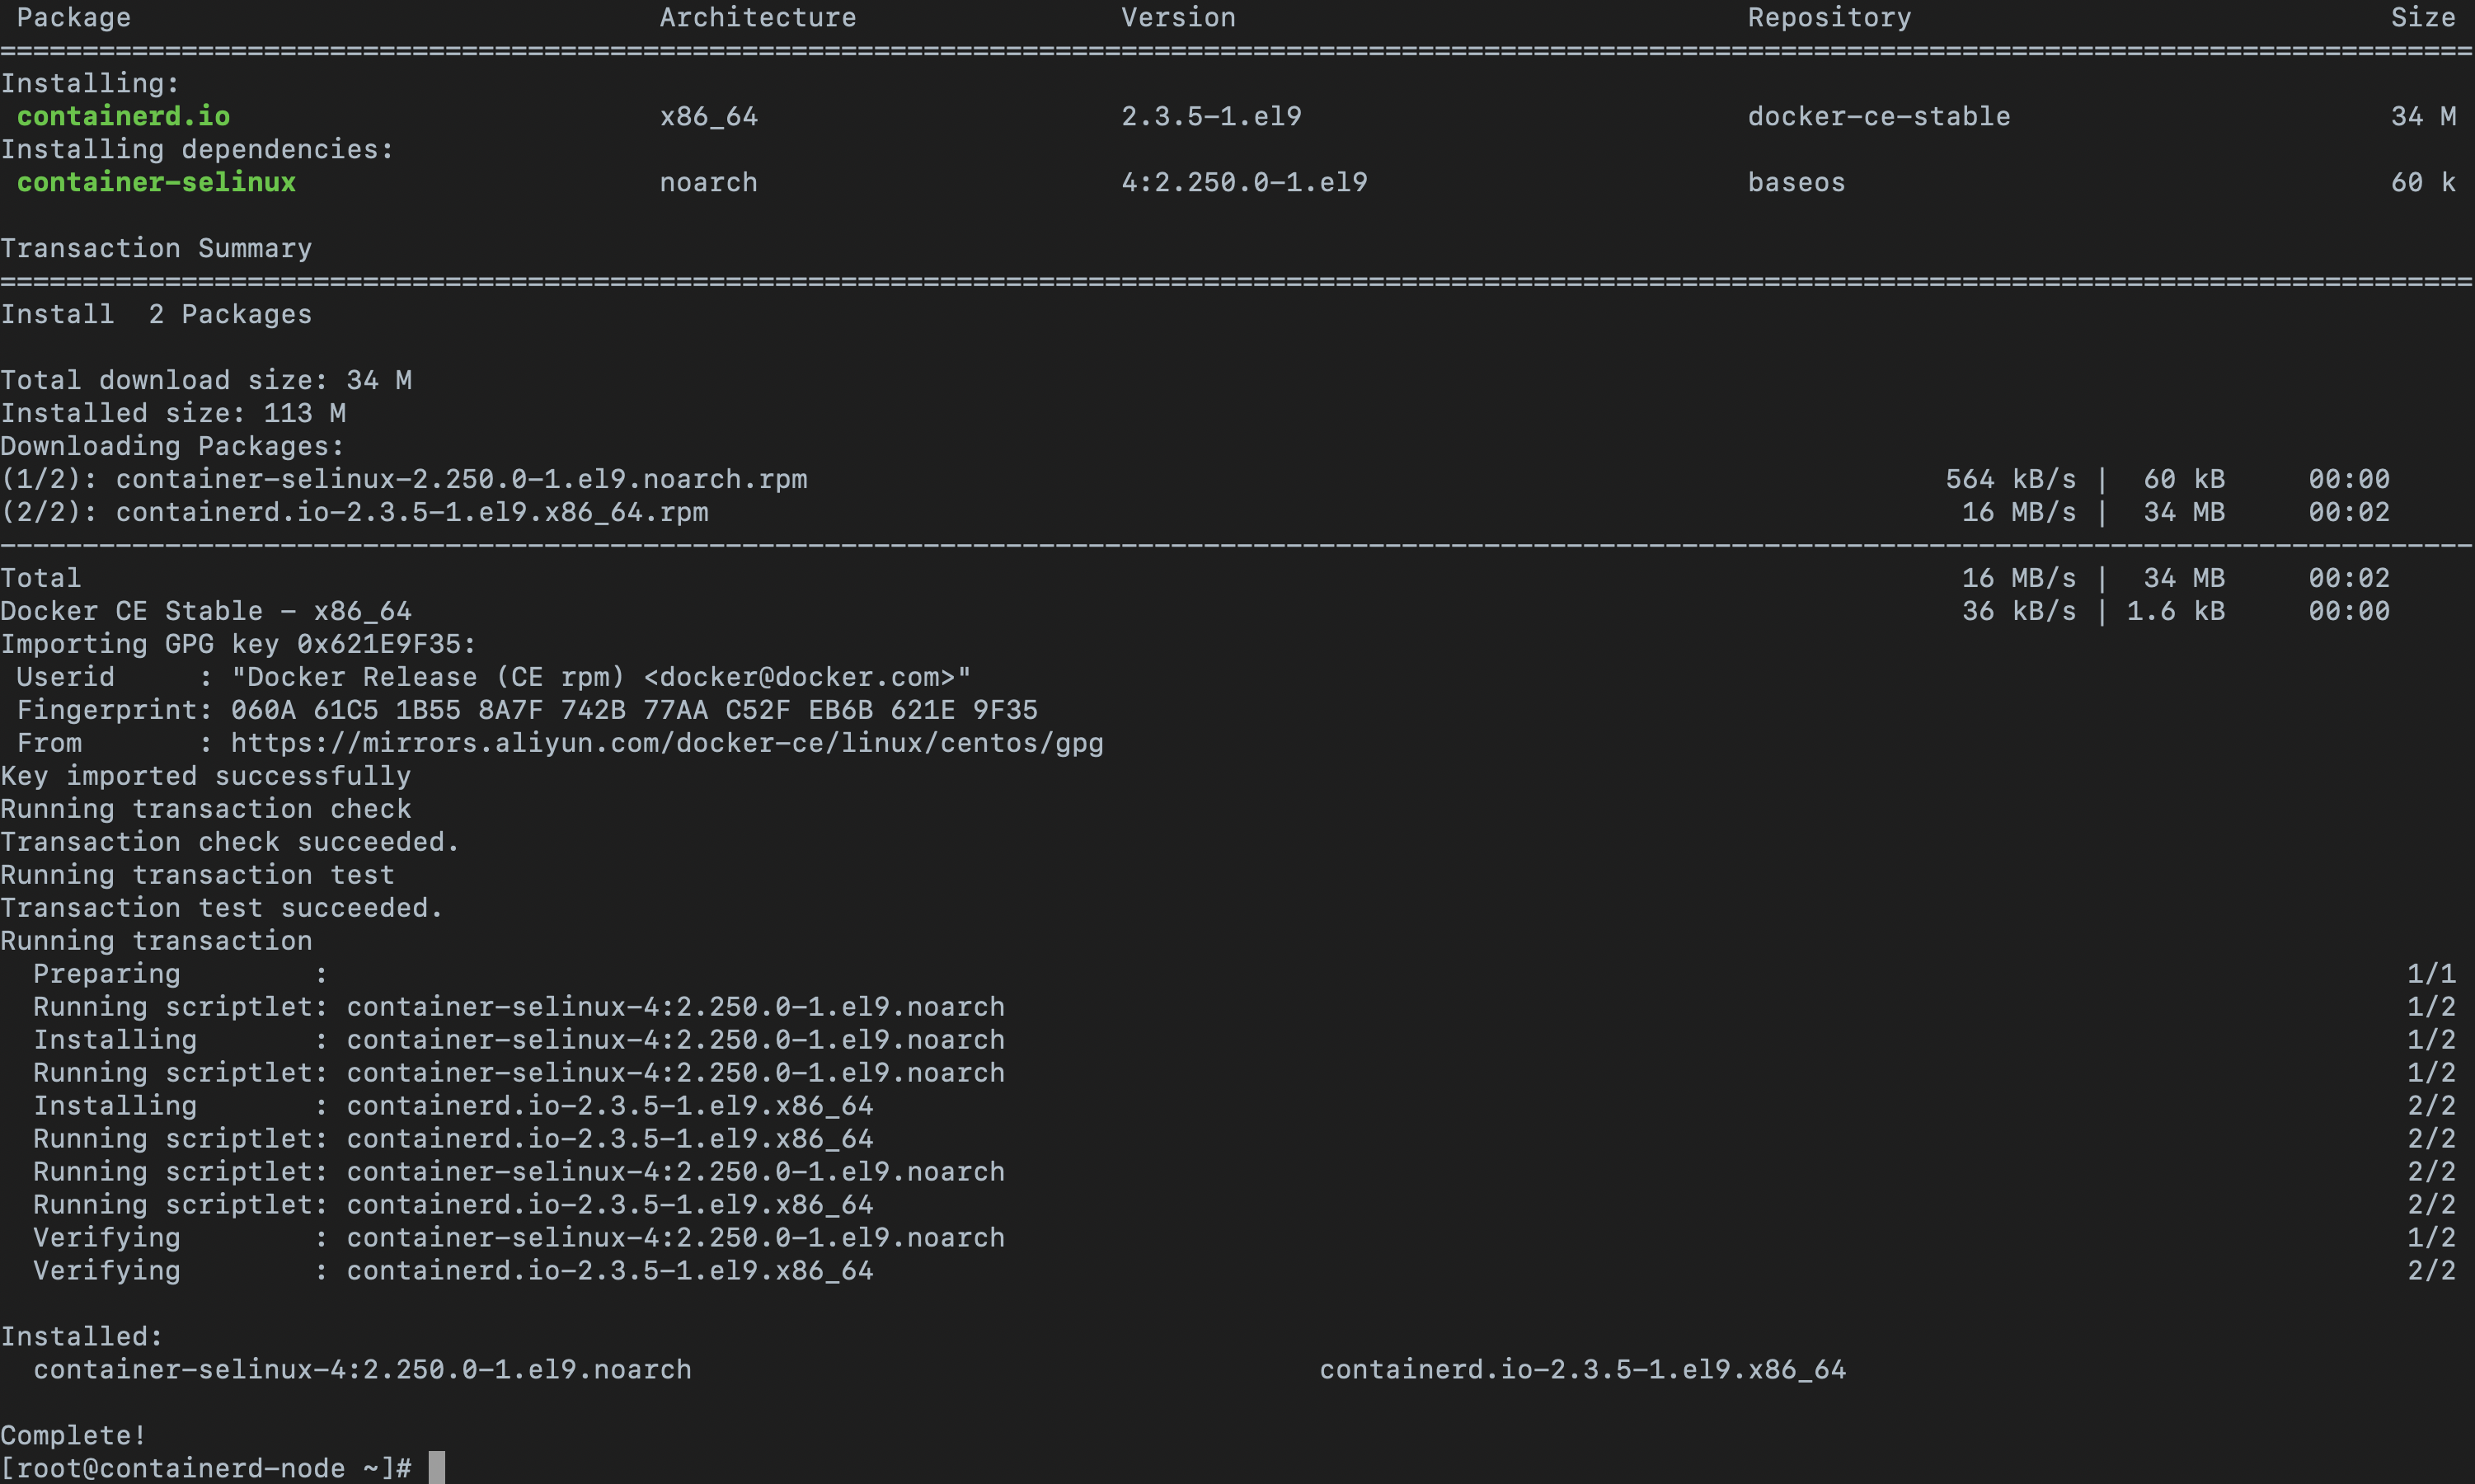 Package Architecture Version Repository Size
================================================================================
Installing:
containerd.io x86_64 2.3.5-1.el9 docker-ce-stable 34 M
Installing dependencies:
container-selinux noarch 4:2.250.0-1.el9 baseos 60 k
Transaction Summary
================================================================================
Install 2 Packages
Total download size: 34 M
Installed size: 113 M
Downloading Packages:
(1/2): container-selinux-2.250.0-1.el9.noarch.rpm 564 kB/s | 60 kB 00:00
(2/2): containerd.io-2.3.5-1.el9.x86_64.rpm 16 MB/s | 34 MB 00:02
--------------------------------------------------------------------------------
Total 16 MB/s | 34 MB 00:02
Docker CE Stable - x86_64 36 kB/s | 1.6 kB 00:00
Importing GPG key 0x621E9F35:
Userid : "Docker Release (CE rpm) <docker@docker.com>"
Fingerprint: 060A 61C5 1B55 8A7F 742B 77AA C52F EB6B 621E 9F35
From : https://mirrors.aliyun.com/docker-ce/linux/centos/gpg
Key imported successfully
Running transaction check
Transaction check succeeded.
Running transaction test
Transaction test succeeded.
Running transaction
Preparing : 1/1
Running scriptlet: container-selinux-4:2.250.0-1.el9.noarch 1/2
Installing : container-selinux-4:2.250.0-1.el9.noarch 1/2
Running scriptlet: container-selinux-4:2.250.0-1.el9.noarch 1/2
Installing : containerd.io-2.3.5-1.el9.x86_64 2/2
Running scriptlet: containerd.io-2.3.5-1.el9.x86_64 2/2
Running scriptlet: container-selinux-4:2.250.0-1.el9.noarch 2/2
Running scriptlet: containerd.io-2.3.5-1.el9.x86_64 2/2
Verifying : container-selinux-4:2.250.0-1.el9.noarch 1/2
Verifying : containerd.io-2.3.5-1.el9.x86_64 2/2
Installed:
container-selinux-4:2.250.0-1.el9.noarch containerd.io-2.3.5-1.el9.x86_64
Complete!
[root@containerd-node ~]#